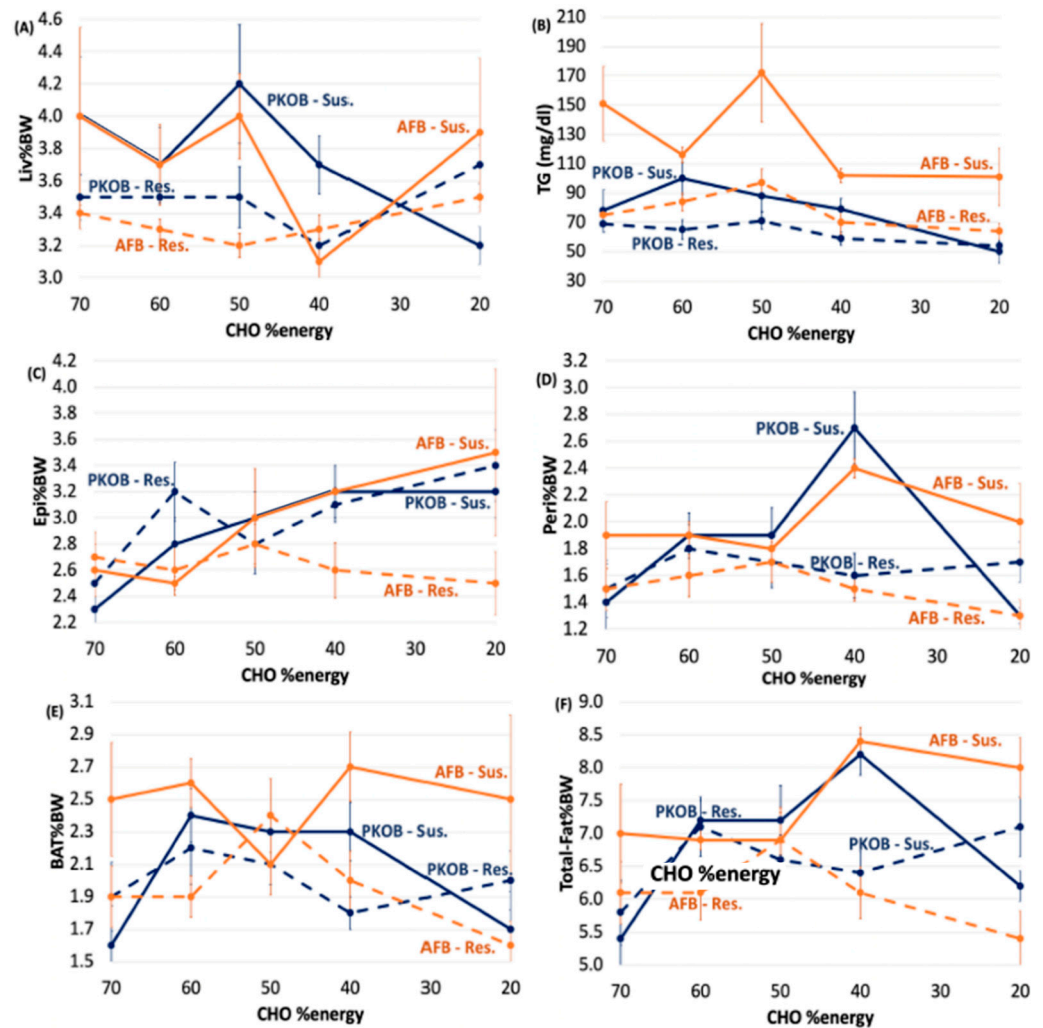 (A)
4.6
4.4
4.2
4.0
3.8
3.6
3.4
3.2
3.0
Liv%BW
PKOB - Sus.
AFB - Sus.
PKOB - Res.
AFB - Res.
70 60 50 40 30 20
CHO %energy
(B)
210
190
170
150
130
110
90
70
50
30
TG (mg/dl)
AFB - Sus.
PKOB - Sus.
AFB - Res.
PKOB - Res.
70 60 50 40 30 20
CHO %energy
(C)
4.2
4.0
3.8
3.6
3.4
3.2
3.0
2.8
2.6
2.4
2.2
Epi%BW
AFB - Sus.
PKOB - Res.
PKOB - Sus.
AFB - Res.
70 60 50 40 30 20
CHO %energy
(D)
3.2
3.0
2.8
2.6
2.4
2.2
2.0
1.8
1.6
1.4
1.2
Peri%BW
PKOB - Sus.
AFB - Sus.
PKOB - Res.
AFB - Res.
70 60 50 40 30 20
CHO %energy
(E)
3.1
2.9
2.7
2.5
2.3
2.1
1.9
1.7
1.5
BAT%BW
AFB - Sus.
PKOB - Sus.
PKOB - Res.
AFB - Res.
70 60 50 40 30 20
CHO %energy
(F)
9.0
8.5
8.0
7.5
7.0
6.5
6.0
5.5
5.0
Total-Fat%BW
AFB - Sus.
PKOB - Res.
PKOB - Sus.
CHO %energy
AFB - Res.
70 60 50 40 30 20
CHO %energy